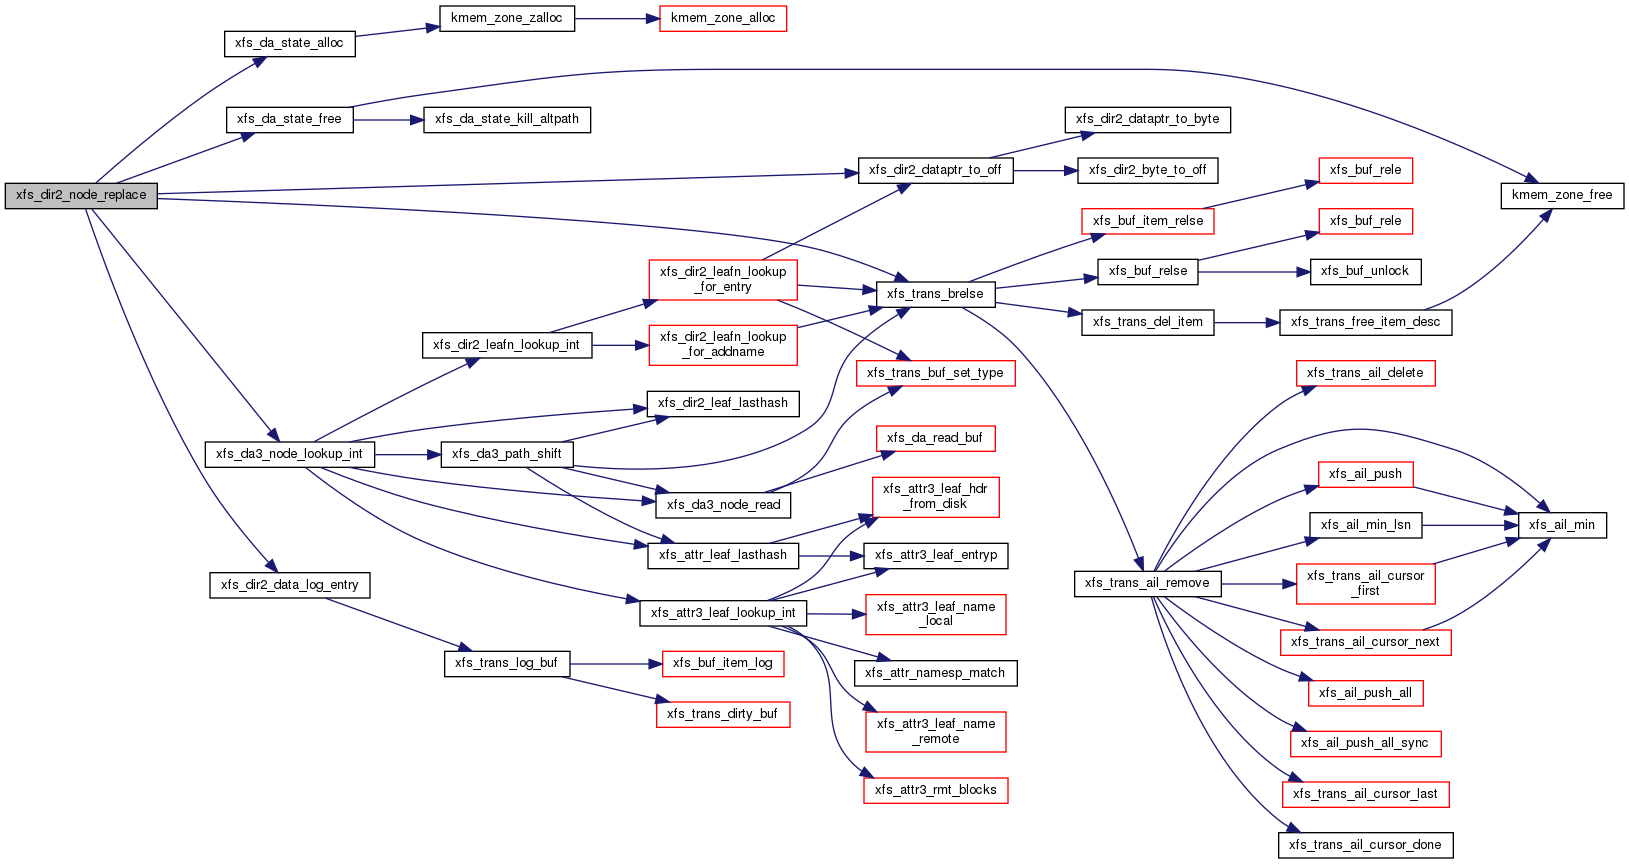 kmem_zone_zalloc
kmem_zone_alloc
xfs_da_state_alloc
xfs_da_state_free
xfs_da_state_kill_altpath
xfs_dir2_dataptr_to_byte
xfs_dir2_dataptr_to_off
xfs_dir2_byte_to_off
xfs_buf_rele
xfs_dir2_node_replace
kmem_zone_free
xfs_buf_item_relse
xfs_buf_rele
xfs_dir2_leafn_lookup
_for_entry
xfs_buf_relse
xfs_buf_unlock
xfs_trans_brelse
xfs_trans_del_item
xfs_trans_free_item_desc
xfs_dir2_leafn_lookup_int
xfs_dir2_leafn_lookup
_for_addname
xfs_trans_buf_set_type
xfs_trans_ail_delete
xfs_dir2_leaf_lasthash
xfs_da_read_buf
xfs_da3_node_lookup_int
xfs_da3_path_shift
xfs_ail_push
xfs_da3_node_read
xfs_attr3_leaf_hdr
_from_disk
xfs_ail_min_lsn
xfs_ail_min
xfs_attr_leaf_lasthash
xfs_attr3_leaf_entryp
xfs_dir2_data_log_entry
xfs_trans_ail_remove
xfs_trans_ail_cursor
_first
xfs_attr3_leaf_lookup_int
xfs_attr3_leaf_name
_local
xfs_trans_ail_cursor_next
xfs_trans_log_buf
xfs_buf_item_log
xfs_attr_namesp_match
xfs_ail_push_all
xfs_trans_dirty_buf
xfs_attr3_leaf_name
_remote
xfs_ail_push_all_sync
xfs_attr3_rmt_blocks
xfs_trans_ail_cursor_last
xfs_trans_ail_cursor_done